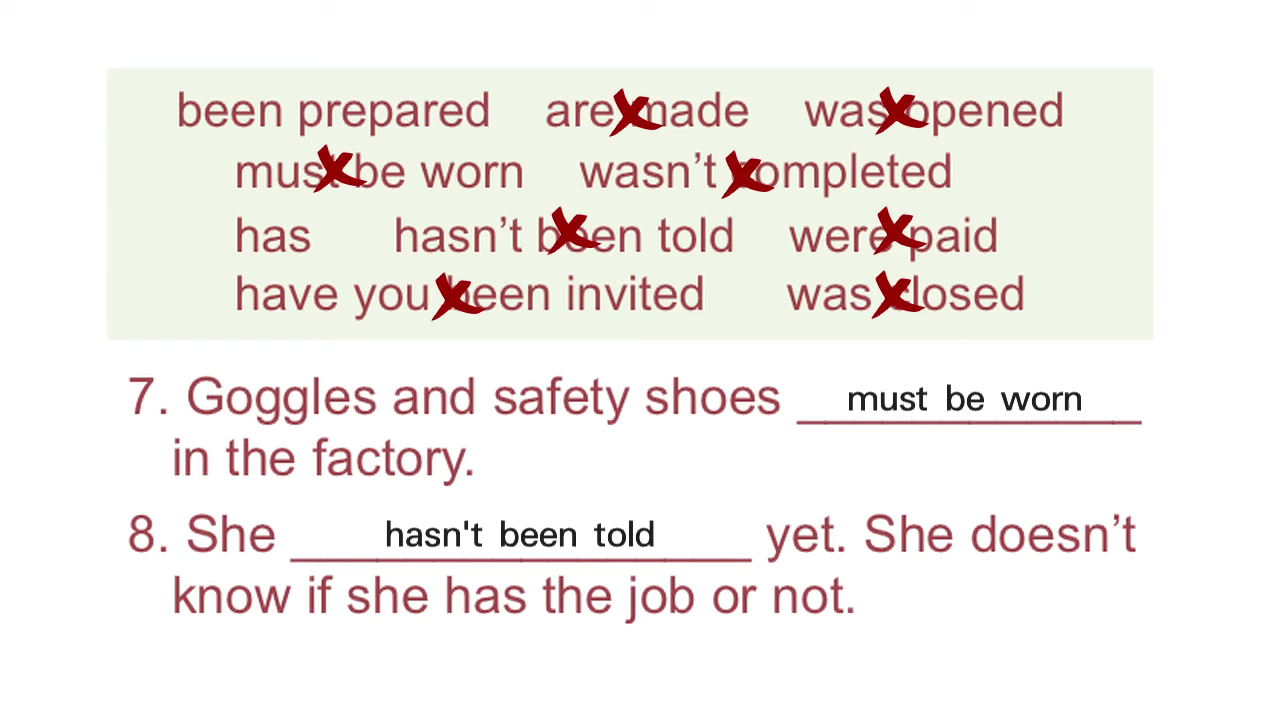 been prepared are made was opened
must be worn wasn’t completed
has hasn’t been told were paid
have you been invited was closed
7. Goggles and safety shoes must be worn
in the factory.
8. She hasn't been told yet. She doesn’t
know if she has the job or not.